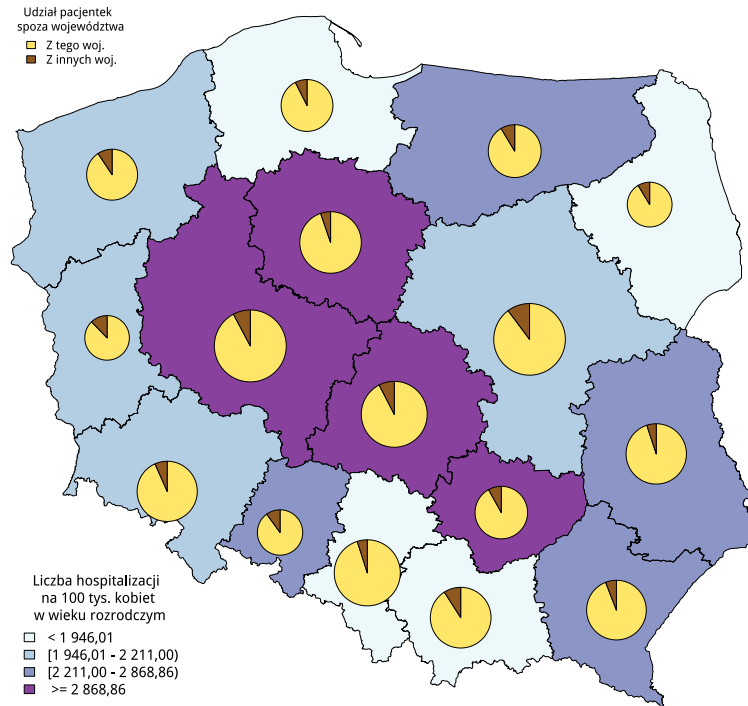 Udział pacjentek
spoza województwa
Z tego woj.
Z innych woj.
Liczba hospitalizacji
na 100 tys. kobiet
w wieku rozrodczym
< 1 946,01
[1 946,01 - 2 211,00)
[2 211,00 - 2 868,86)
>= 2 868,86